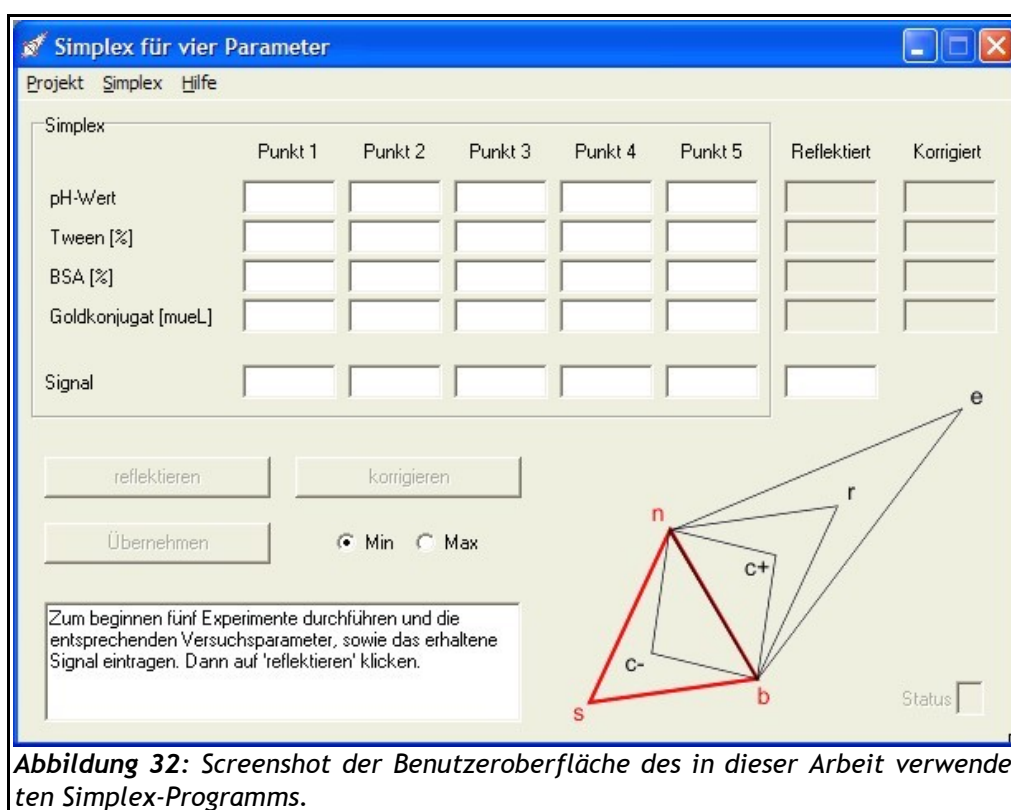 Simplex für vier Parameter
Projekt Simplex Hilfe
Simplex
Punkt 1 Punkt 2 Punkt 3 Punkt 4 Punkt 5 Reflektiert Korrigiert
pH-Wert
Tween [%]
BSA [%]
Goldkonjugat [mueL]
Signal
reflektieren korrigieren
Übernehmen Min Max
Zum beginnen fünf Experimente durchführen und die
entsprechenden Versuchsparameter, sowie das erhaltene
Signal eintragen. Dann auf 'reflektieren' klicken.
e
r
n
c+
c-
b
s
Status
Abbildung 32: Screenshot der Benutzeroberfläche des in dieser Arbeit verwende
ten Simplex-Programms.